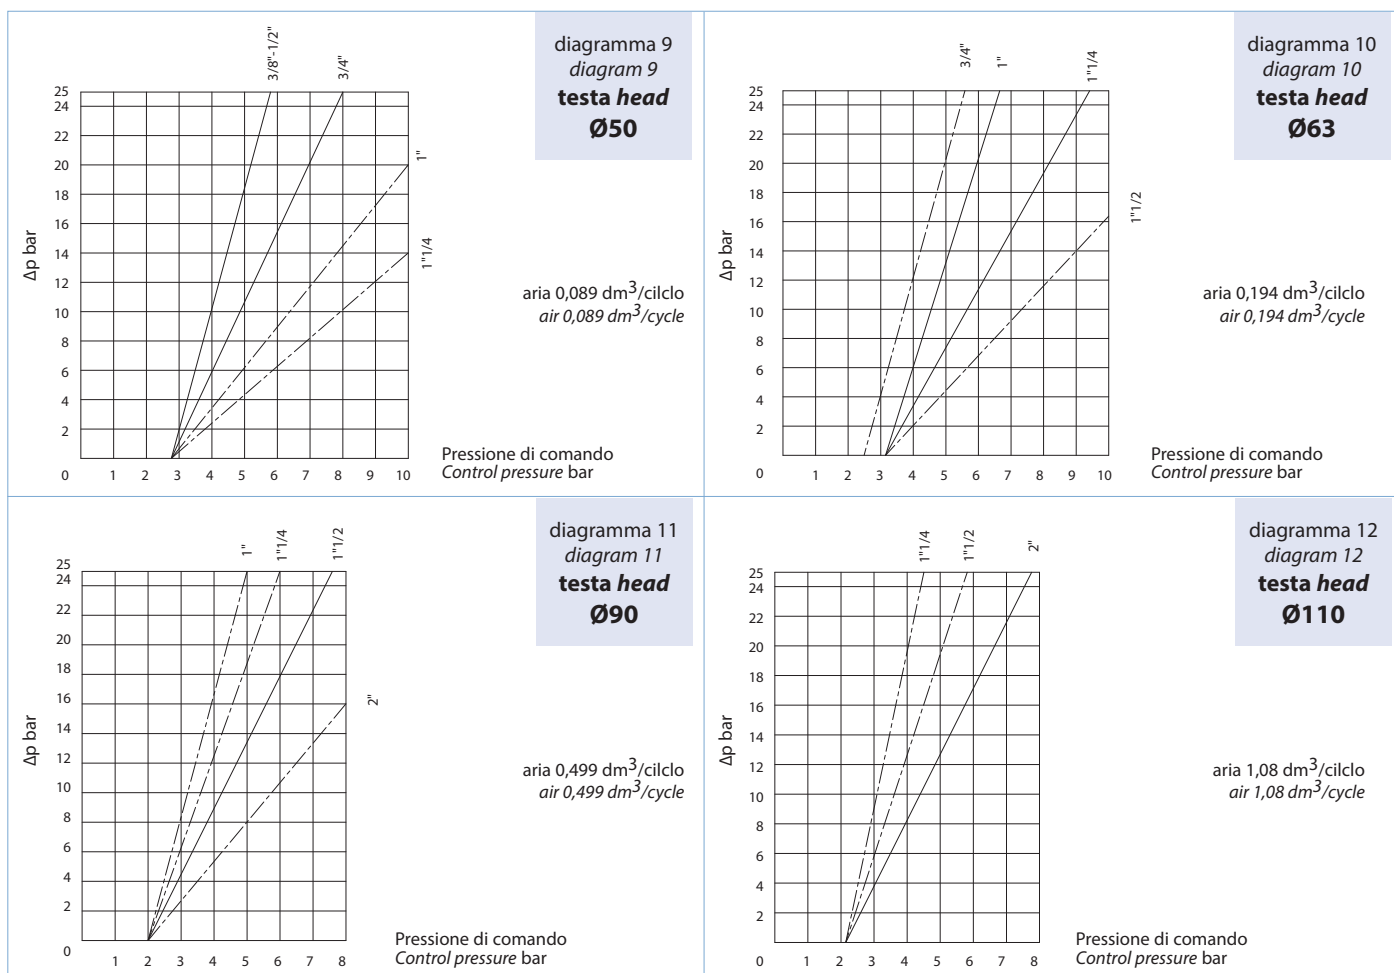 3/8"-1/2"
3/4"
diagramma 9
diagram 9
testa head
Ø50
25
24
22
20
18
16
14
12
10
8
6
4
2
0
1"
1"1/4
Δp bar
aria 0,089 dm3/cilclo
air 0,089 dm3/cycle
1 2 3 4 5 6 7 8 9 10
Pressione di comando
Control pressure bar
3/4"
1"
1"1/4
diagramma 10
diagram 10
testa head
Ø63
25
24
22
20
18
16
14
12
10
8
6
4
2
0
1"1/2
Δp bar
aria 0,194 dm3/cilclo
air 0,194 dm3/cycle
1 2 3 4 5 6 7 8 9 10
Pressione di comando
Control pressure bar
1"
1"1/4
1"1/2
diagramma 11
diagram 11
testa head
Ø90
25
24
22
20
18
16
14
12
10
8
6
4
2
0
2"
Δp bar
aria 0,499 dm3/cilclo
air 0,499 dm3/cycle
1 2 3 4 5 6 7 8
Pressione di comando
Control pressure bar
1"1/4
1"1/2
2"
diagramma 12
diagram 12
testa head
Ø110
25
24
22
20
18
16
14
12
10
8
6
4
2
0
Δp bar
aria 1,08 dm3/cilclo
air 1,08 dm3/cycle
1 2 3 4 5 6 7 8
Pressione di comando
Control pressure bar